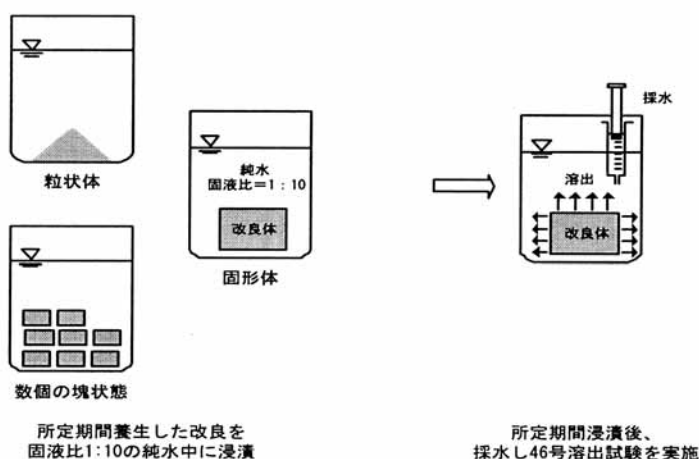 粒状体
純水
固液比=1:10
改良体
固形体
数個の塊状態
所定期間養生した改良を
固液比1:10の純水中に浸漬
採水
溶出
改良体
所定期間浸漬後、
採水し46号溶出試験を実施